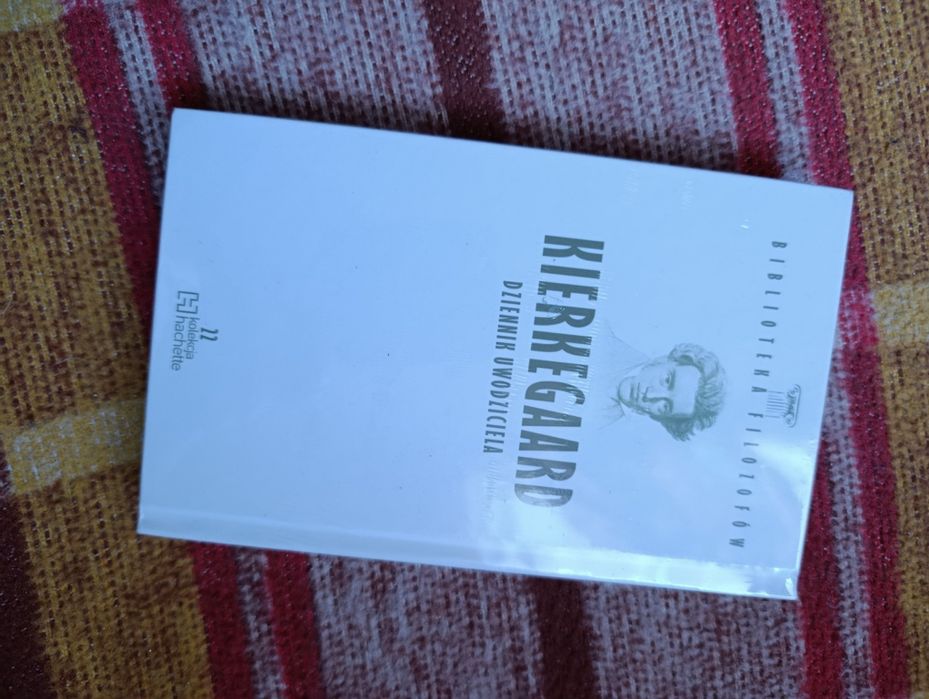 BIBLIOTEKA FILOZOFÓW
KIERKEGAARD
DZIENNIK UWODZICIELA
22
kolekcja
hachette